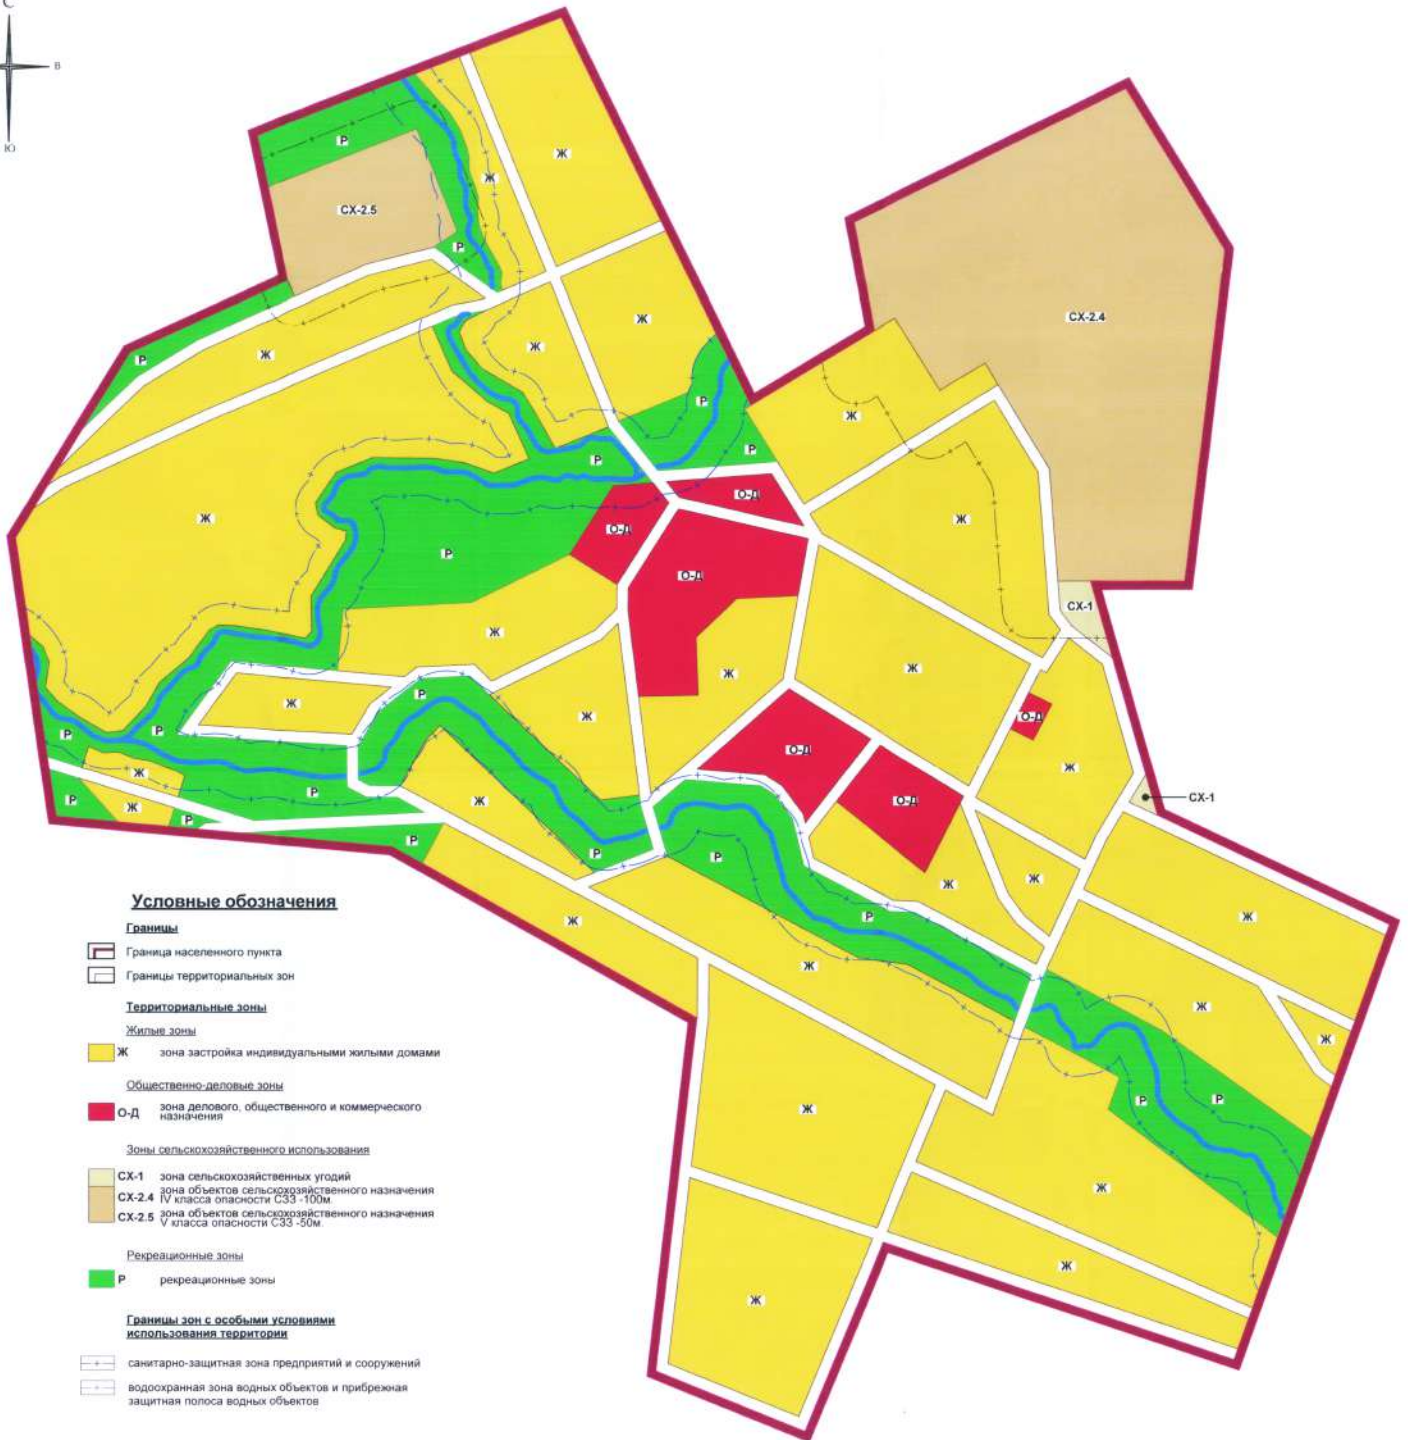 С
В
Ю
Ж
Р
Ж
СХ-2.5
Р
СХ-2.4
Ж
Ж
Ж
Р
Р
Ж
Р
Р
О-Д
Ж
Ж
О-Д
Р
О-Д
СХ-1
Ж
Ж
Ж
Р
Ж
Ж
О-Д
Р
Р
О-Д
Ж
Ж
Р
СХ-1
Р
Ж
Ж
О-Д
Р
Р
Р
Р
Ж
Ж
Ж
Р
Ж
Ж
Ж
Ж
Ж
Р
Р
Ж
Ж
Ж
Ж
Условные обозначения
Границы
Граница населенного пункта
Границы территориальных зон
Территориальные зоны
Жилые зоны
Ж зона застройка индивидуальными жилыми домами
Общественно-деловые зоны
О-Д зона делового, общественного и коммерческого
назначения
Зоны сельскохозяйственного использования
СХ-1 зона сельскохозяйственных угодий
СХ-2.4 зона объектов сельскохозяйственного назначения
IV класса опасности СЗЗ -100м.
СХ-2.5 зона объектов сельскохозяйственного назначения
V класса опасности СЗЗ -50м.
Рекреационные зоны
Р рекреационные зоны
Границы зон с особыми условиями
использования территории
санитарно-защитная зона предприятий и сооружений
водоохранная зона водных объектов и прибрежная
защитная полоса водных объектов